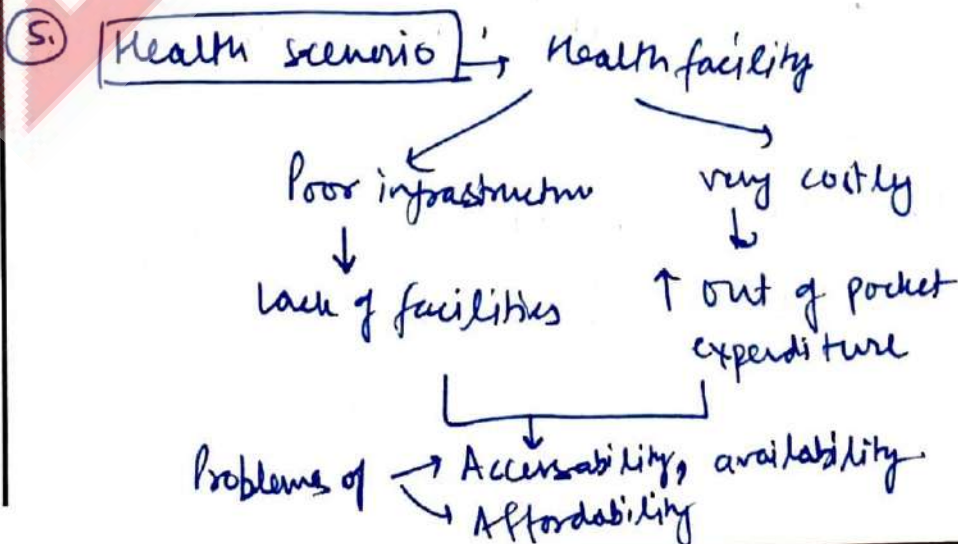 5. Health scenerio → Health facility
Poor infrastructure very costly
↓ ↓
Lack of facilities ↑ out of pocket
expenditure
Problems of → Accessability, availability
→ Affordability